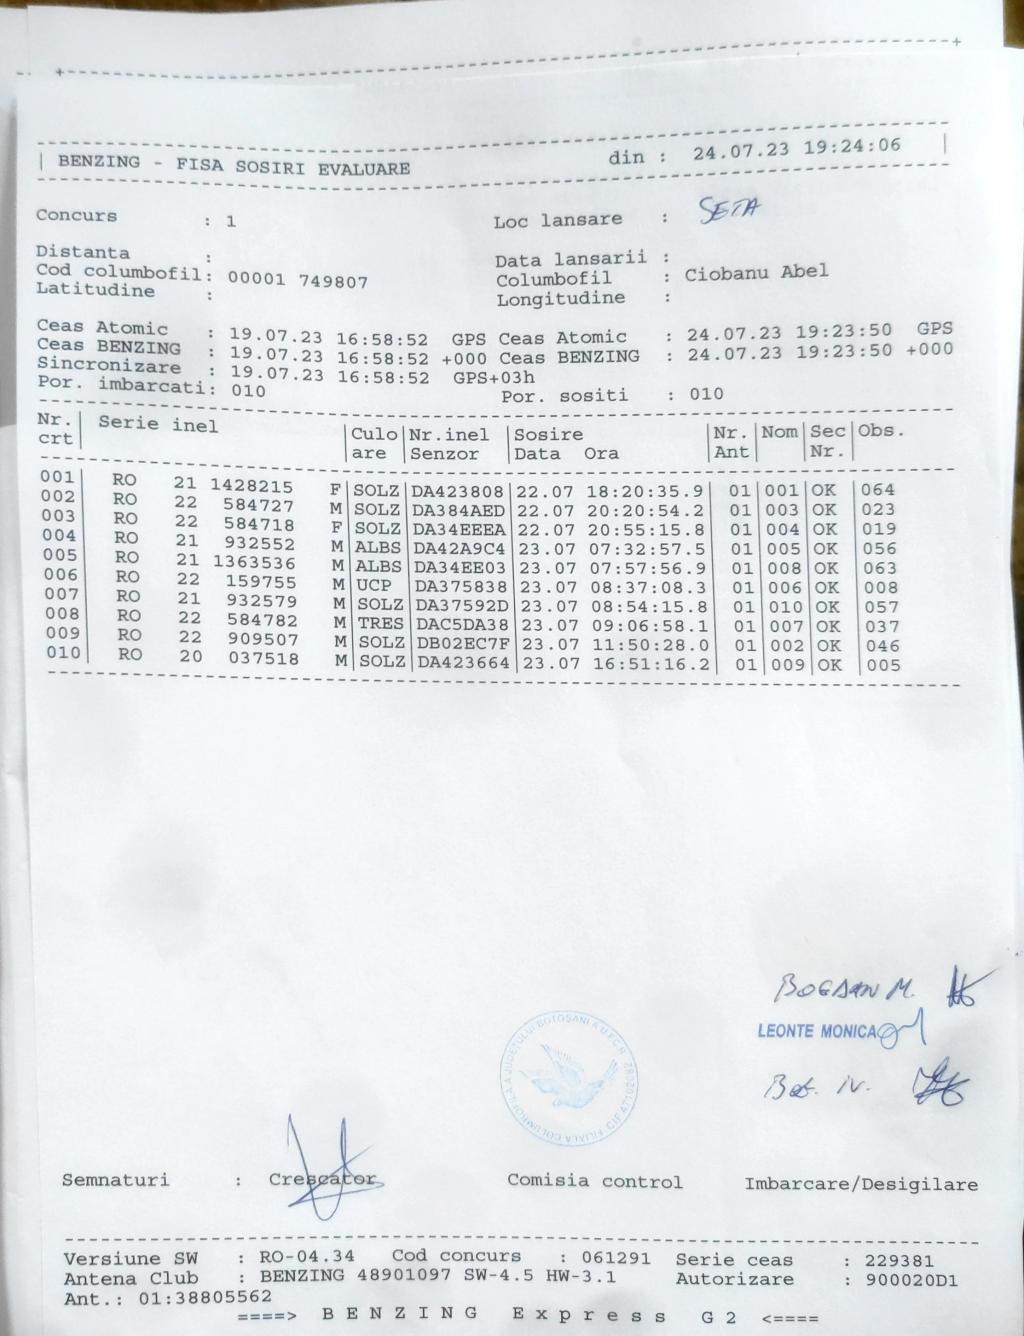 BENZING - FISA SOSIRI EVALUARE din : 24.07.23 19:24:06
Concurs : 1 Loc lansare : SETA
Distanta : Data lansarii :
Cod columbofil: 00001 749807 Columbofil : Ciobanu Abel
Latitudine : Longitudine :
Ceas Atomic : 19.07.23 16:58:52 GPS Ceas Atomic : 24.07.23 19:23:50 GPS
Ceas BENZING : 19.07.23 16:58:52 +000 Ceas BENZING : 24.07.23 19:23:50 +000
Sincronizare : 19.07.23 16:58:52 GPS+03h
Por. imbarcati: 010 Por. sositi : 010
Nr. Serie inel Culo Nr.inel Sosire Nr. Nom Sec Obs.
crt are Senzor Data Ora Ant Nr.
001 RO 21 1428215 F SOLZ DA423808 22.07 18:20:35.9 01 001 OK 064
002 RO 22 584727 M SOLZ DA384AED 22.07 20:20:54.2 01 003 OK 023
003 RO 22 584718 F SOLZ DA34EEEA 22.07 20:55:15.8 01 004 OK 019
004 RO 21 932552 M ALBS DA42A9C4 23.07 07:32:57.5 01 005 OK 056
005 RO 21 1363536 M ALBS DA34EE03 23.07 07:57:56.9 01 008 OK 063
006 RO 22 159755 M UCP DA375838 23.07 08:37:08.3 01 006 OK 008
007 RO 21 932579 M SOLZ DA37592D 23.07 08:54:15.8 01 010 OK 057
008 RO 22 584782 M TRES DAC5DA38 23.07 09:06:58.1 01 007 OK 037
009 RO 22 909507 M SOLZ DB02EC7F 23.07 11:50:28.0 01 002 OK 046
010 RO 20 037518 M SOLZ DA423664 23.07 16:51:16.2 01 009 OK 005
BOGDAN M.
LEONTE MONICA
FILIALA COLUMBOFILA A JUDETULUI BOTOSANI A U.F.C.R.
Bot. IV.
Semnaturi : Crescator Comisia control Imbarcare/Desigilare
Versiune SW : RO-04.34 Cod concurs : 061291 Serie ceas : 229381
Antena Club : BENZING 48901097 SW-4.5 HW-3.1 Autorizare : 900020D1
Ant.: 01:38805562
====> BENZING Express G2 <====